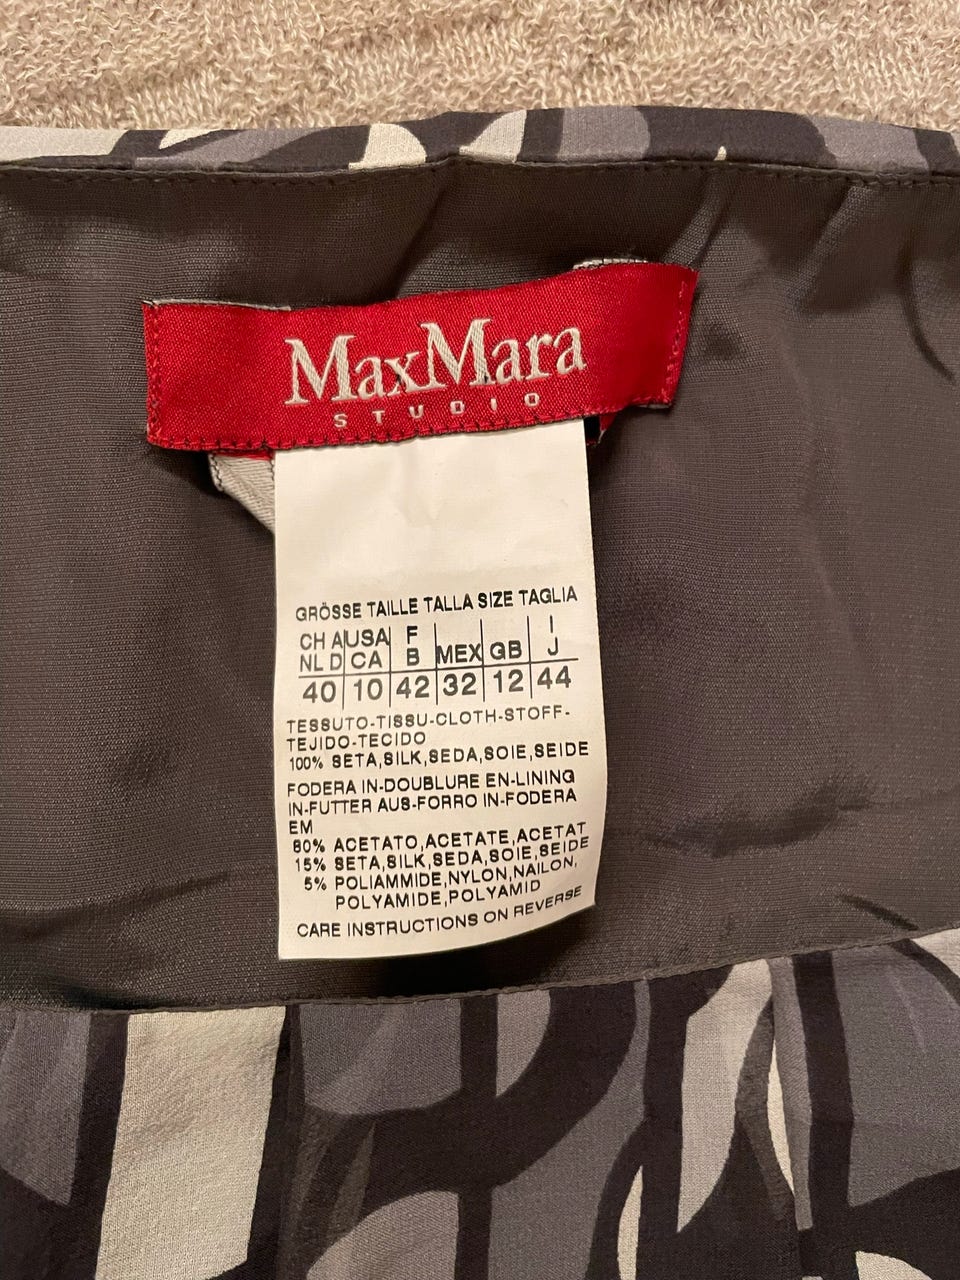 MaxMara
STUDIO
GRÖSSE TAILLE TALLA SIZE TAGLIA
CH A USA F I
NL D CA B MEX GB J
40 10 42 32 12 44
TESSUTO-TISSU-CLOTH-STOFF-
TEJIDO-TECIDO
100% SETA,SILK,SEDA,SOIE,SEIDE
FODERA IN-DOUBLURE EN-LINING
IN-FUTTER AUS-FORRO IN-FODERA
EM
80% ACETATO,ACETATE,ACETAT
15% SETA,SILK,SEDA,SOIE,SEIDE
5% POLIAMMIDE,NYLON,NAILON,
POLYAMIDE,POLYAMID
CARE INSTRUCTIONS ON REVERSE